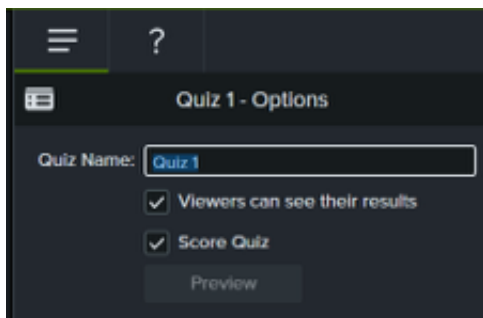 ?
Quiz 1 - Options
Quiz Name: Quiz 1
Viewers can see their results
Score Quiz
Preview